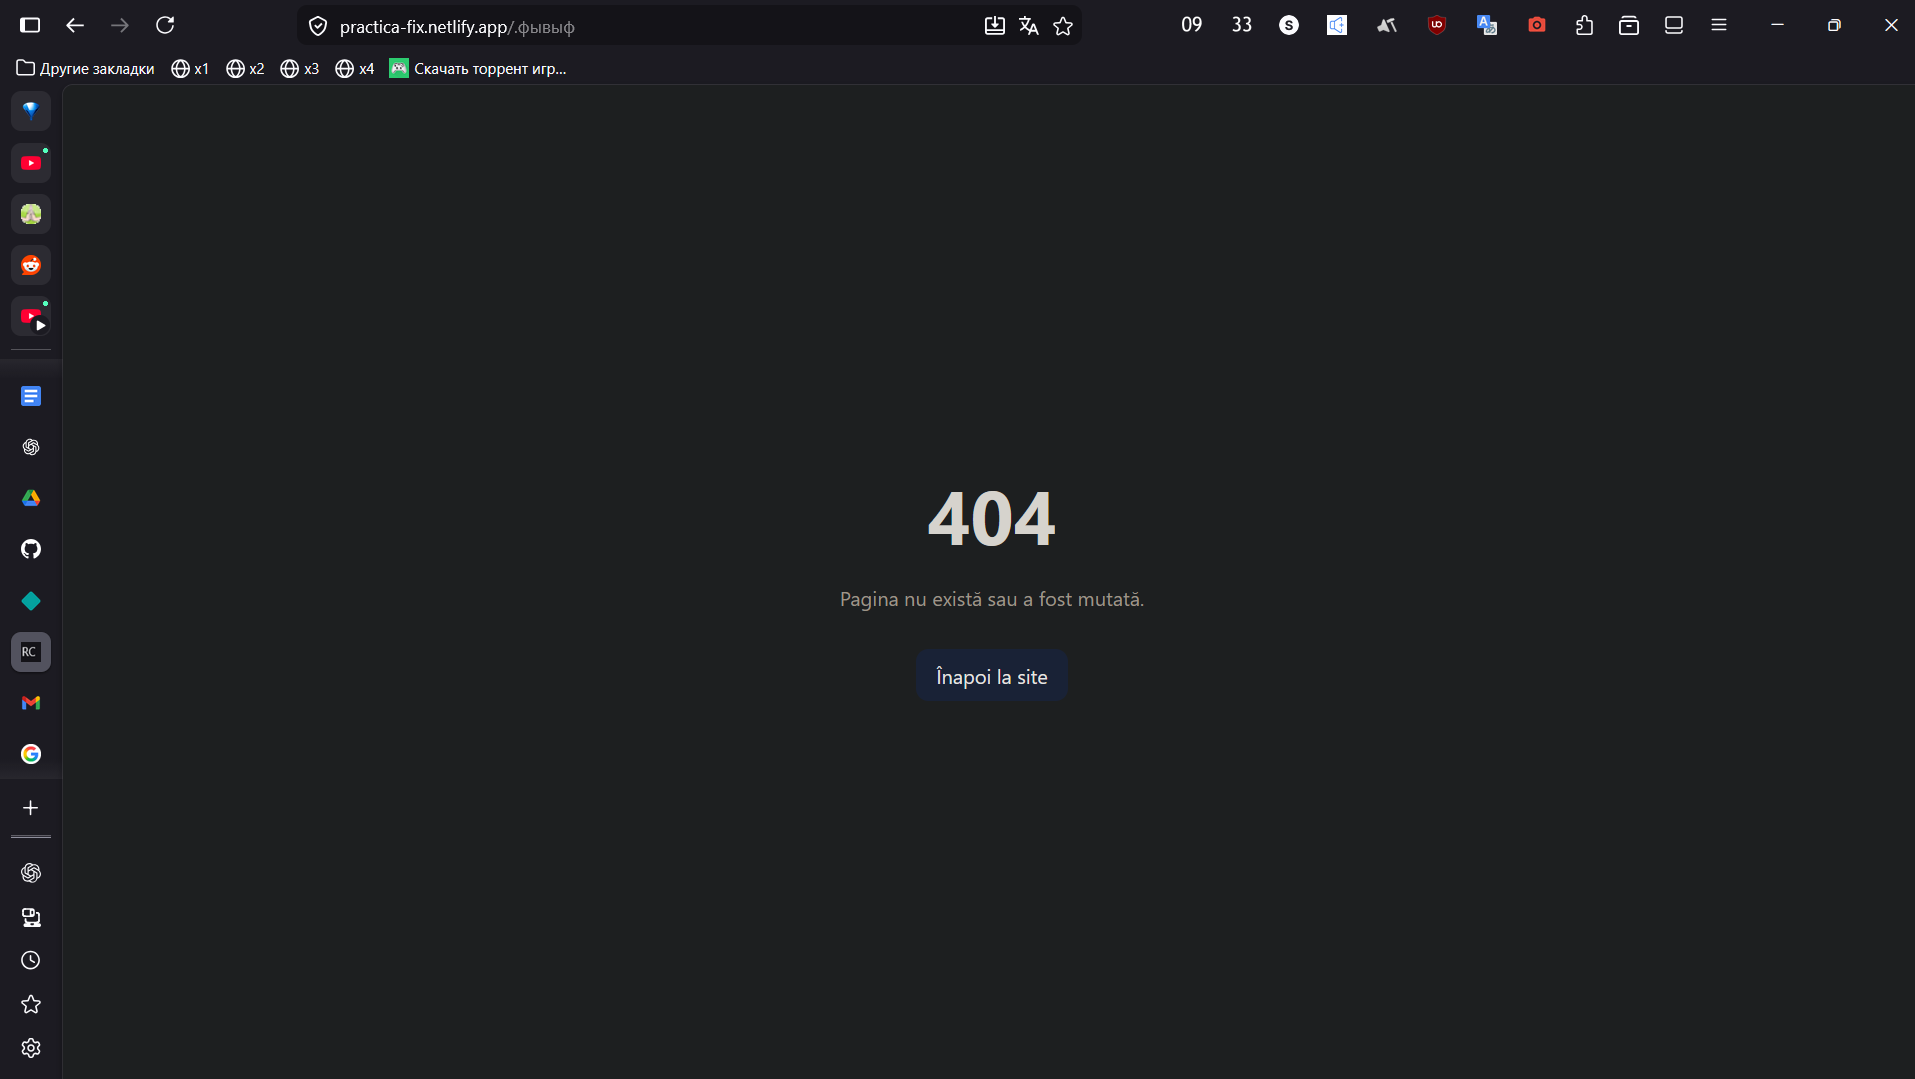 practica-fix.netlify.app/.фывыф
09 33 S
Другие закладки x1 x2 x3 x4 Скачать торрент игр...
RC
404
Pagina nu există sau a fost mutată.
Înapoi la site